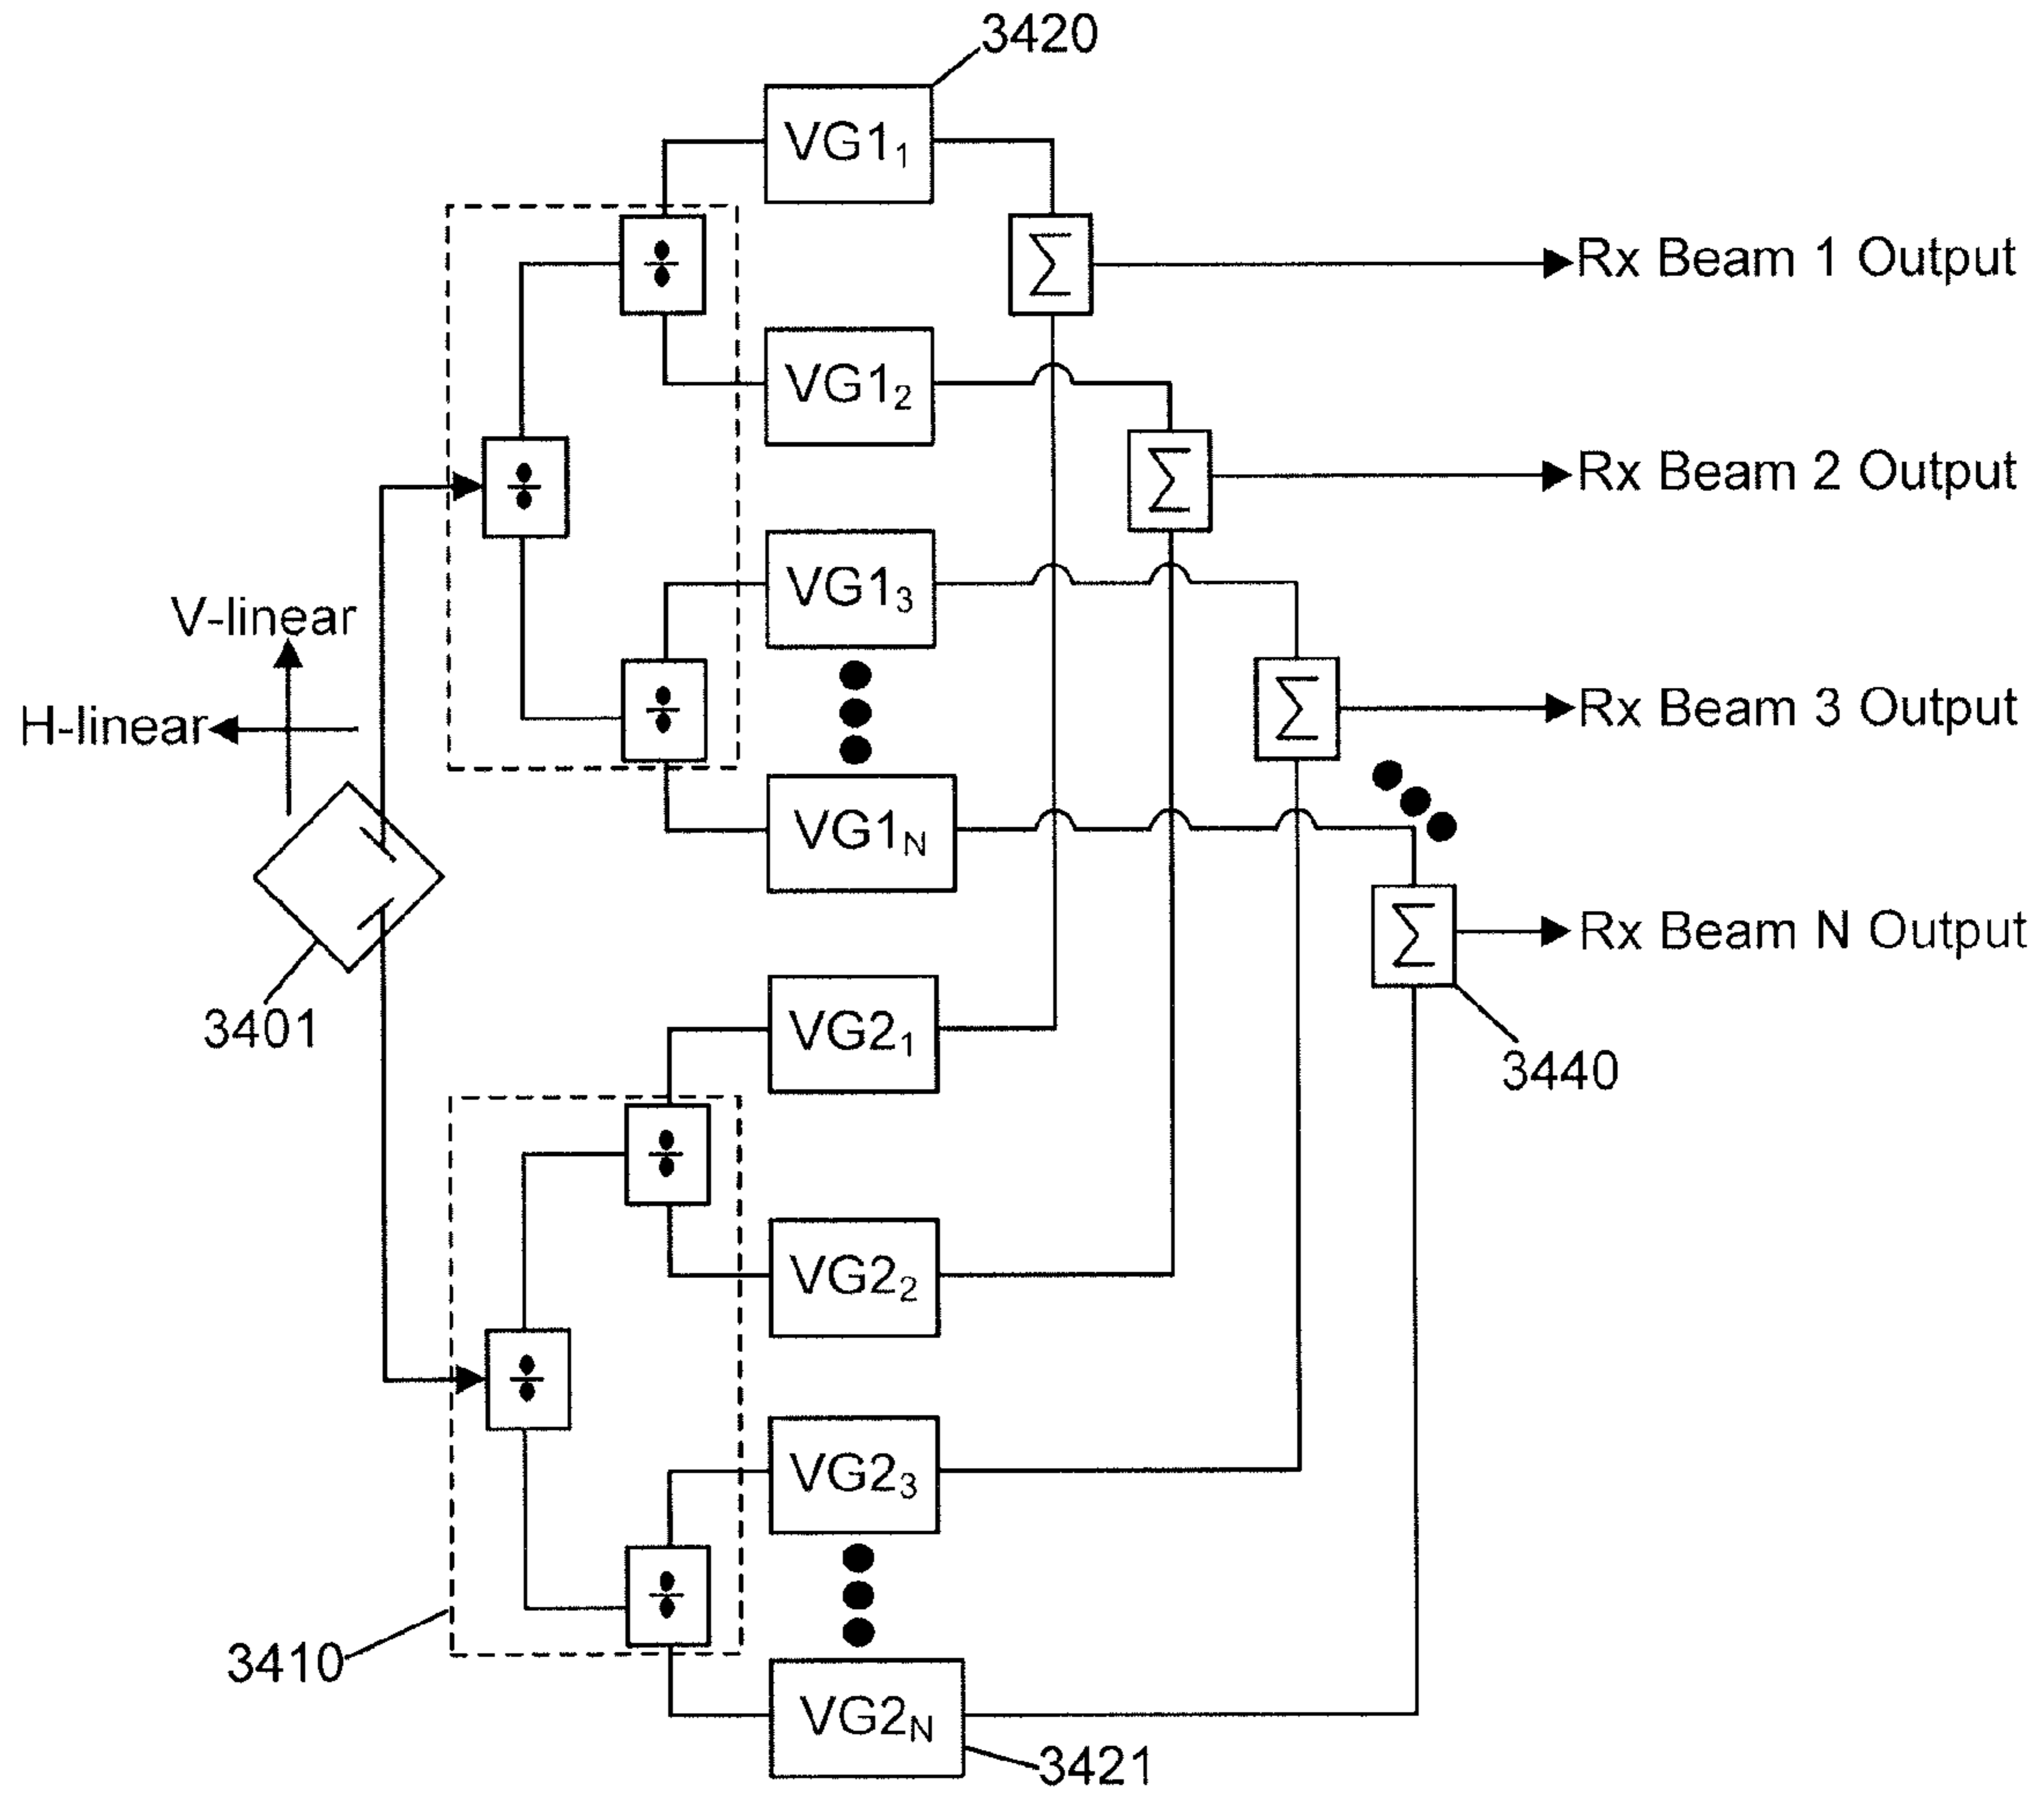 3420
VG1₁
Rx Beam 1 Output
VG1₂
Rx Beam 2 Output
VG1₃
V-linear
H-linear
Rx Beam 3 Output
VG1N
Rx Beam N Output
3401
VG2₁
3440
VG2₂
VG2₃
3410
VG2N
3421
÷
÷
÷
÷
÷
÷
Σ
Σ
Σ
Σ